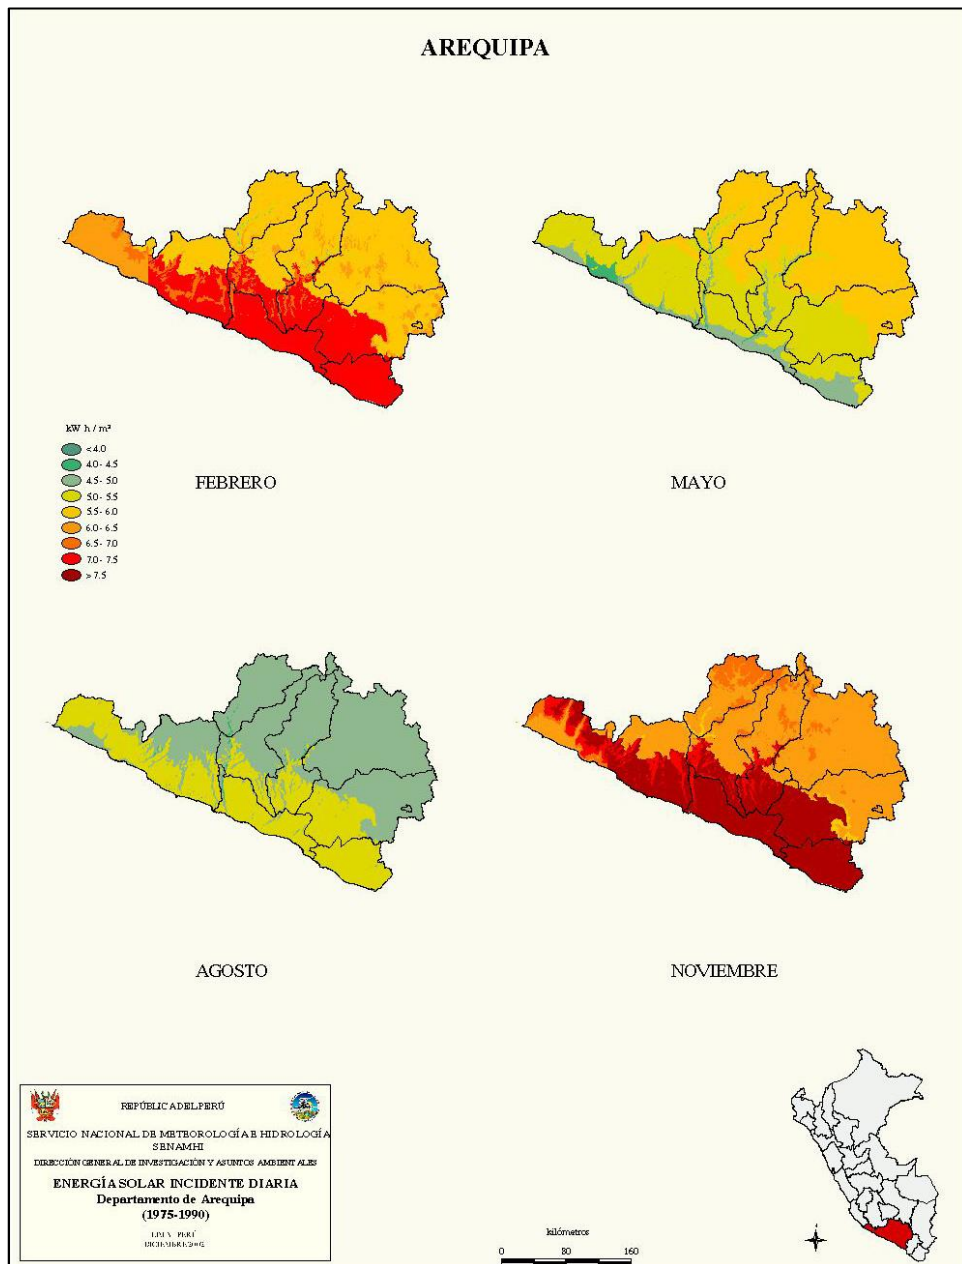 AREQUIPA
kW h / m²
< 4.0
4.0 - 4.5
4.5 - 5.0
5.0 - 5.5
5.5 - 6.0
6.0 - 6.5
6.5 - 7.0
7.0 - 7.5
> 7.5
FEBRERO
MAYO
AGOSTO
NOVIEMBRE
REPÚBLICA DEL PERÚ
SERVICIO NACIONAL DE METEOROLOGÍA E HIDROLOGÍA
SENAMHI
DIRECCIÓN GENERAL DE INVESTIGACIÓN Y ASUNTOS AMBIENTALES
ENERGÍA SOLAR INCIDENTE DIARIA
Departamento de Arequipa
(1975-1990)
LIMA - PERÚ
DICIEMBRE
kilómetros
0 80 160